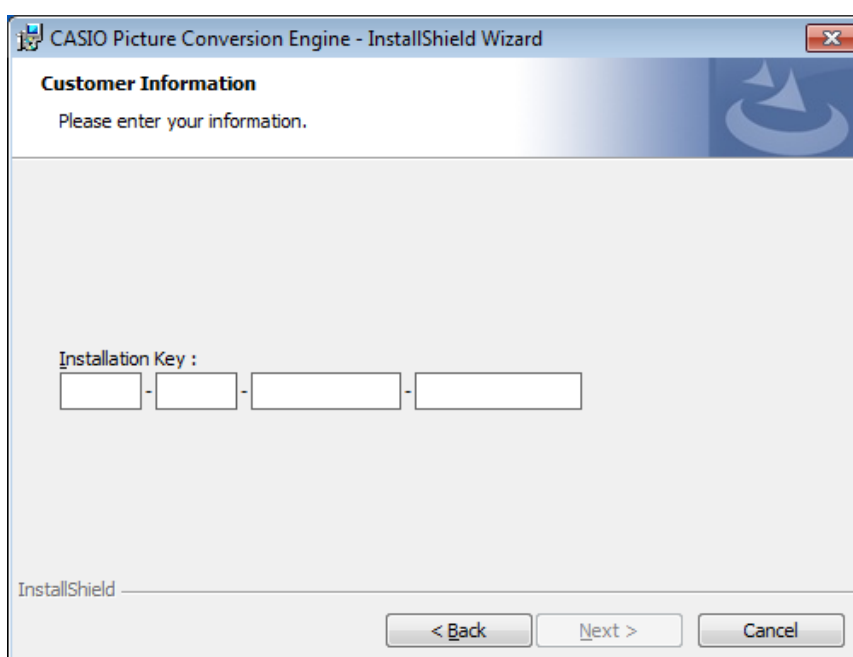 CASIO Picture Conversion Engine - InstallShield Wizard
Customer Information
Please enter your information.
Installation Key :
- - -
InstallShield
< Back Next > Cancel